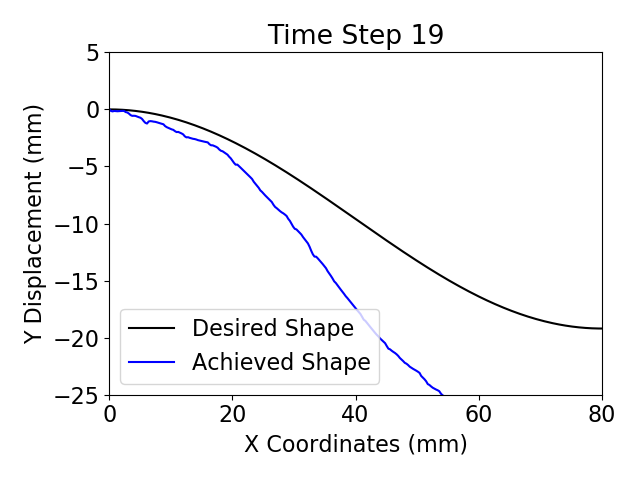 Time Step 19
Y Displacement (mm)
5
0
−5
−10
−15
−20
−25
Desired Shape
Achieved Shape
0 20 40 60 80
X Coordinates (mm)